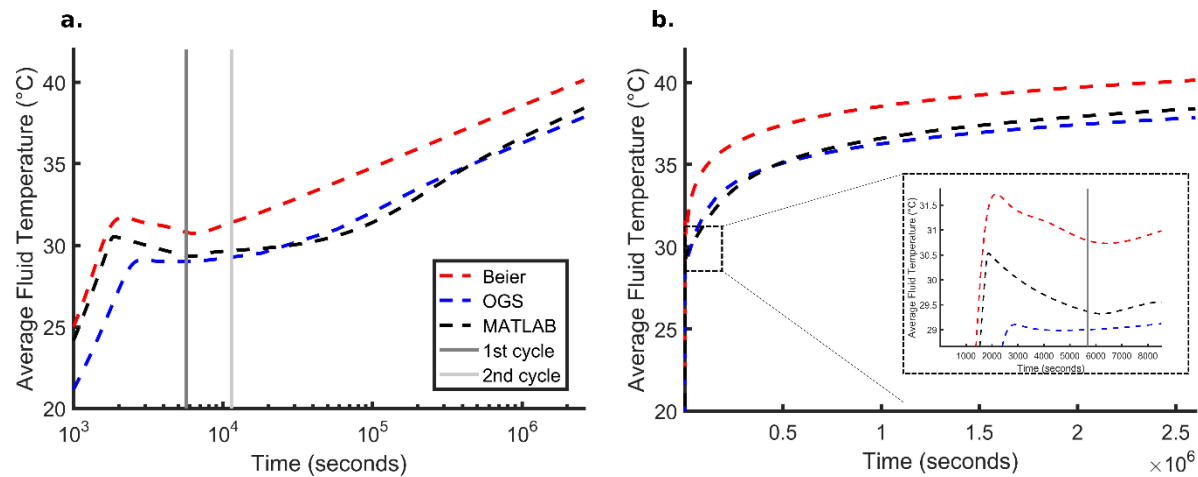 a.
Average Fluid Temperature (°C)
40
35
30
25
20
10³
10⁴
10⁵
10⁶
Time (seconds)
Beier
OGS
MATLAB
1st cycle
2nd cycle
b.
Average Fluid Temperature (°C)
40
35
30
25
20
0.5
1
1.5
2
2.5
×10⁶
Time (seconds)
Average Fluid Temperature (°C)
31.5
31
30.5
30
29.5
29
1000
2000
3000
4000
5000
6000
7000
8000
Time (seconds)